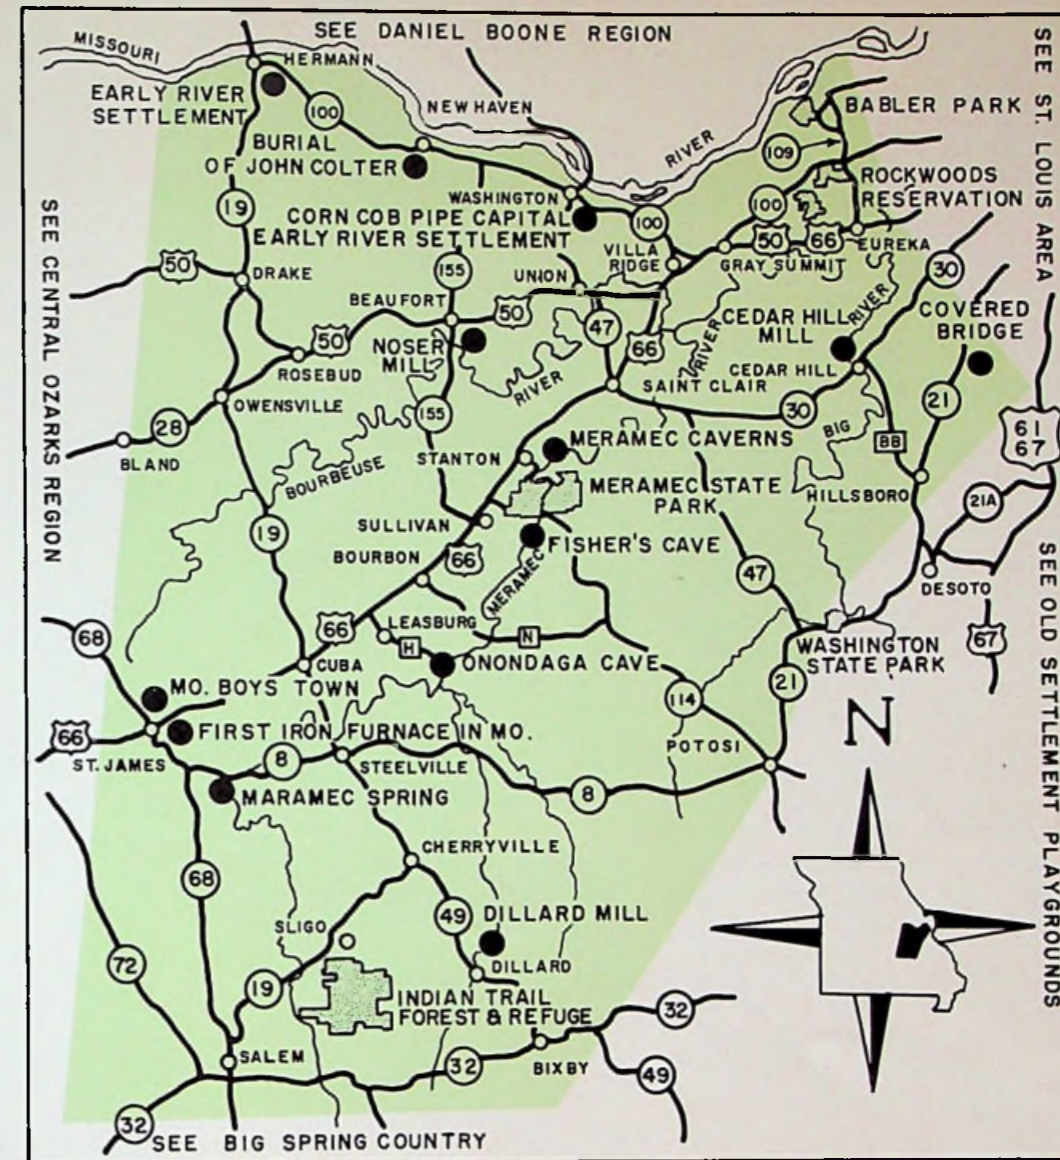 SEE DANIEL BOONE REGION
MISSOURI
HERMANN
EARLY RIVER
SETTLEMENT
100
NEW HAVEN
RIVER
BABLER PARK
109
BURIAL
OF JOHN COLTER
ROCKWOODS
RESERVATION
SEE ST. LOUIS AREA
19
WASHINGTON
CORN COB PIPE CAPITAL
EARLY RIVER SETTLEMENT
100
100
50
66
EUREKA
VILLA
RIDGE
GRAY SUMMIT
SEE CENTRAL OZARKS REGION
50
DRAKE
155
UNION
30
BEAUFORT
50
47
RIVER
CEDAR HILL
MILL
RIVER
COVERED
BRIDGE
50
NOSER
MILL
66
ROSEBUD
RIVER
SAINT CLAIR
CEDAR HILL
OWENSVILLE
155
30
21
61
67
28
BLAND
MERAMEC CAVERNS
BIG
BB
STANTON
BOURBEUSE
MERAMEC STATE
PARK
HILLSBORO
21A
19
SULLIVAN
FISHER'S CAVE
BOURBON
66
MERAMEC
47
DESOTO
SEE OLD SETTLEMENT PLAYGROUNDS
68
66
LEASBURG
H
N
WASHINGTON
STATE PARK
67
CUBA
ONONDAGA CAVE
MO. BOYS TOWN
114
21
N
66
FIRST IRON FURNACE IN MO.
ST. JAMES
8
STEELVILLE
POTOSI
MARAMEC SPRING
8
CHERRYVILLE
68
49
DILLARD MILL
SLIGO
72
DILLARD
19
INDIAN TRAIL
FOREST & REFUGE
32
SALEM
32
BIXBY
49
32
SEE BIG SPRING COUNTRY